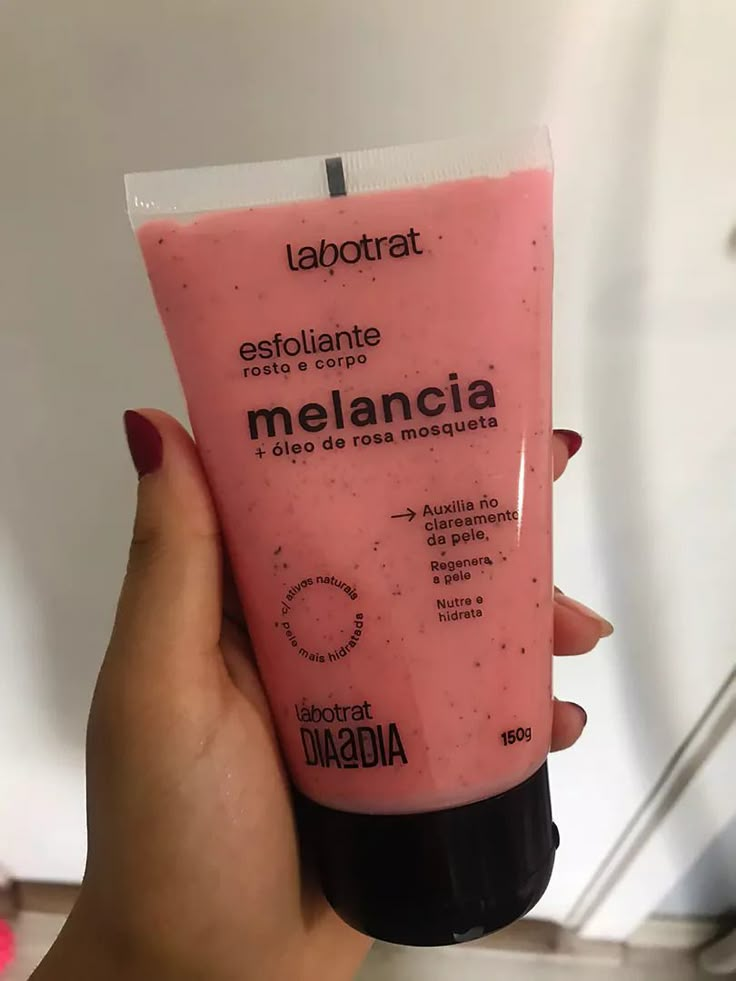 labotrat
esfoliante
rosto e corpo
melancia
+ óleo de rosa mosqueta
→ Auxilia no
clareamento
da pele,
Regenera
a pele
Nutre e
hidrata
c/ ativos naturais
pele mais hidratada
labotrat
DIAaDIA
150g